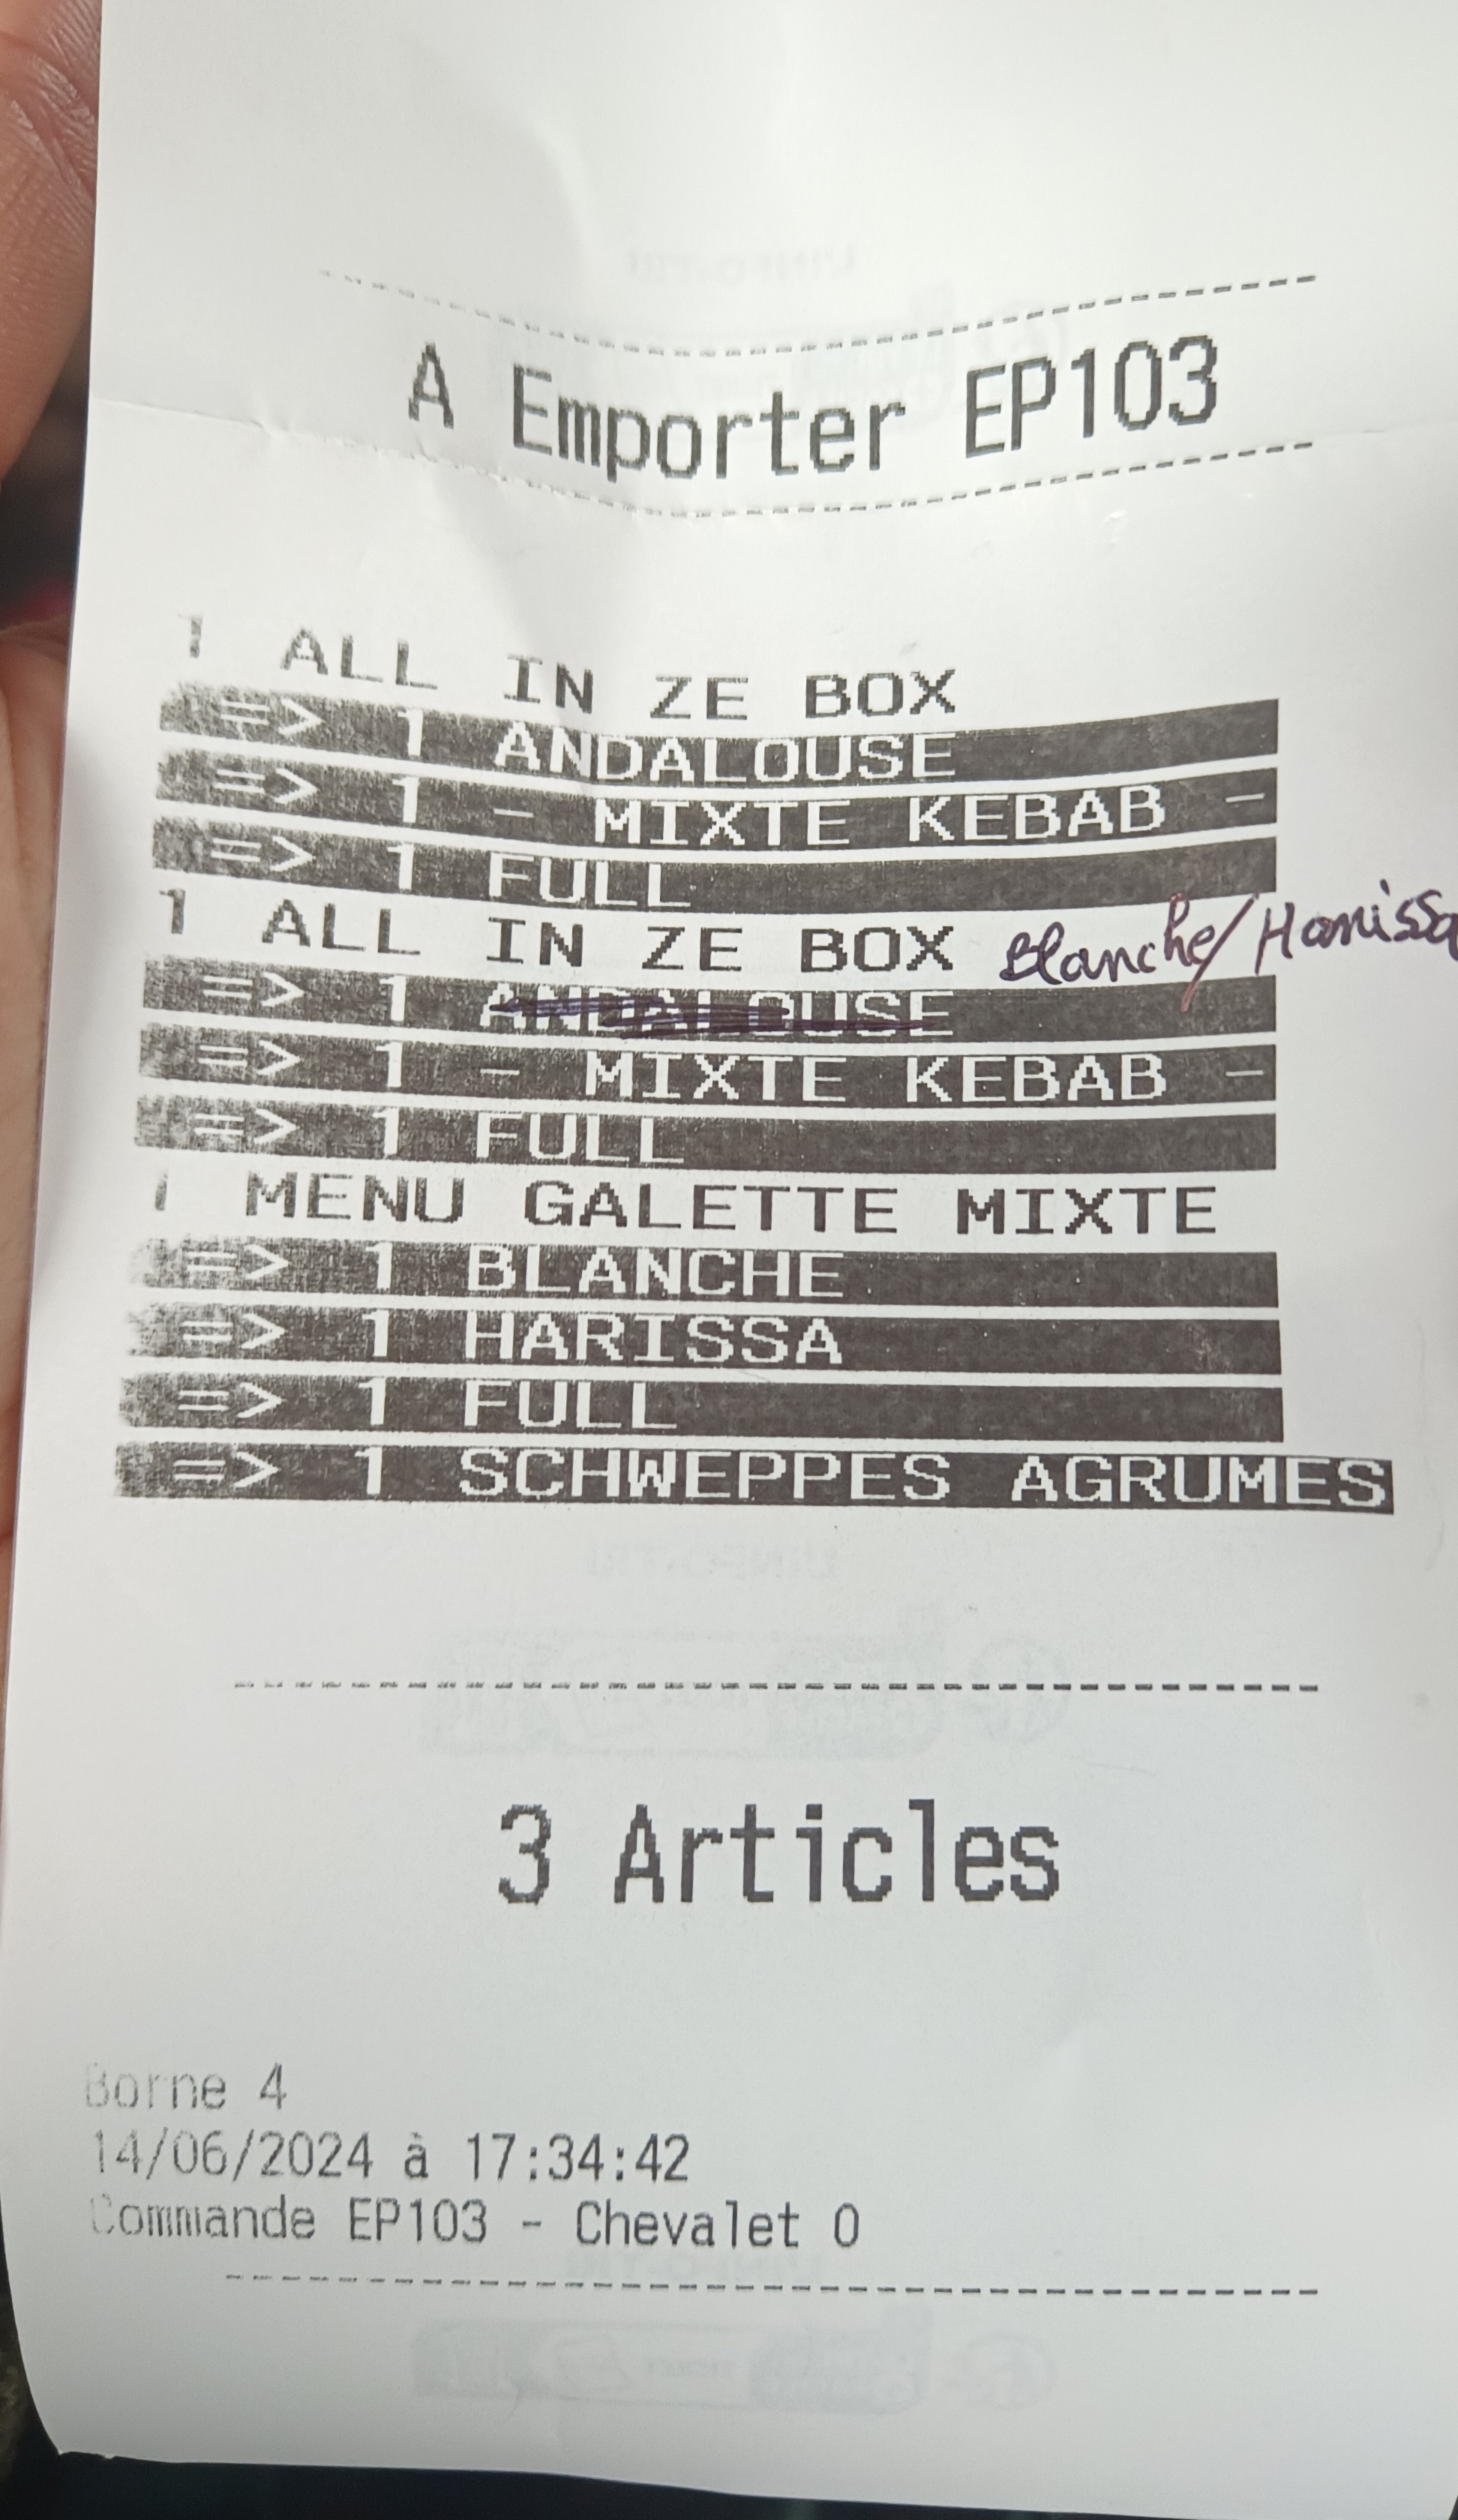 A Emporter EP103
1 ALL IN ZE BOX
=> 1 ANDALOUSE
=> 1 - MIXTE KEBAB -
=> 1 FULL
1 ALL IN ZE BOX Blanche/Harissa
=> 1 ANDALOUSE
=> 1 - MIXTE KEBAB -
=> 1 FULL
1 MENU GALETTE MIXTE
=> 1 BLANCHE
=> 1 HARISSA
=> 1 FULL
=> 1 SCHWEPPES AGRUMES
3 Articles
Borne 4
14/06/2024 à 17:34:42
Commande EP103 - Chevalet 0